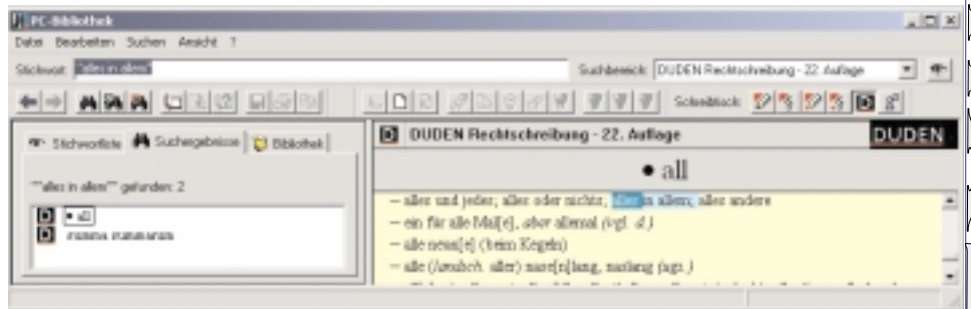 PC-Bibliothek
Datei Bearbeiten Suchen Ansicht ?
Stichwort: "alles in allem" Suchbereich: DUDEN Rechtschreibung - 22. Auflage
Schreibtisch:
Stichwortliste Suchergebnisse Bibliothek
""alles in allem"" gefunden: 2
• all
summa summarum
DUDEN Rechtschreibung - 22. Auflage DUDEN
• all
– alles und jedes; alles oder nichts; alles in allem; alles andere
– ein für alle Mal[e], aber allemal (vgl. d.)
– alle neun[e] (beim Kegeln)
– alle (landsch. aller) nase[n]lang, naslang (ugs.)